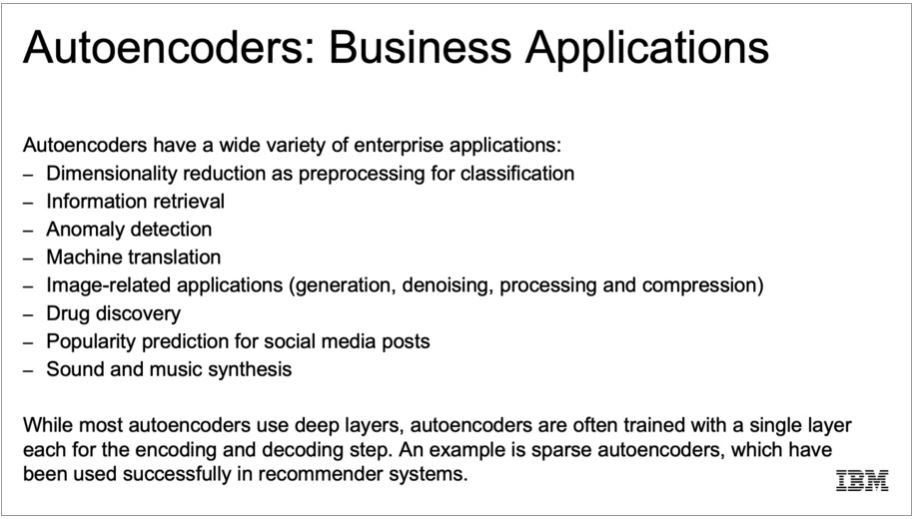 Autoencoders: Business Applications
Autoencoders have a wide variety of enterprise applications:
– Dimensionality reduction as preprocessing for classification
– Information retrieval
– Anomaly detection
– Machine translation
– Image-related applications (generation, denoising, processing and compression)
– Drug discovery
– Popularity prediction for social media posts
– Sound and music synthesis
While most autoencoders use deep layers, autoencoders are often trained with a single layer
each for the encoding and decoding step. An example is sparse autoencoders, which have
been used successfully in recommender systems.
IBM